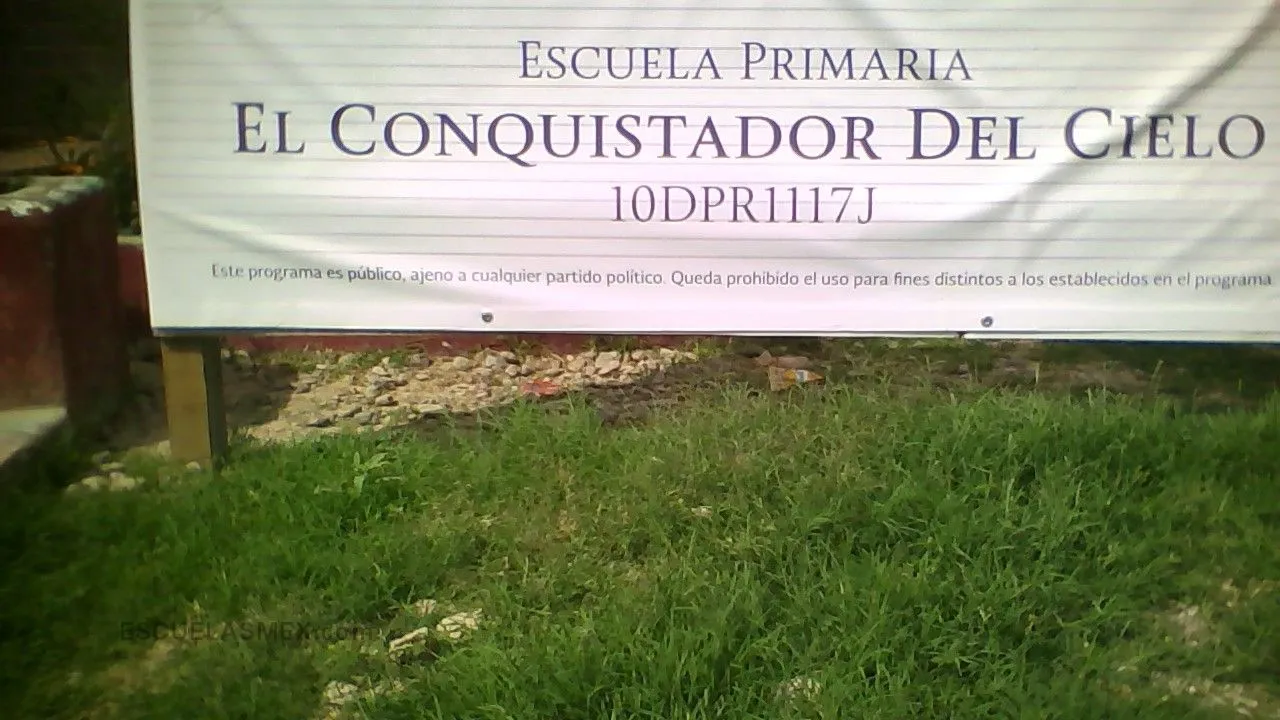 ESCUELA PRIMARIA
EL CONQUISTADOR DEL CIELO
10DPR1117J
Este programa es público, ajeno a cualquier partido político. Queda prohibido el uso para fines distintos a los establecidos en el programa
ESCUELASMEX.com